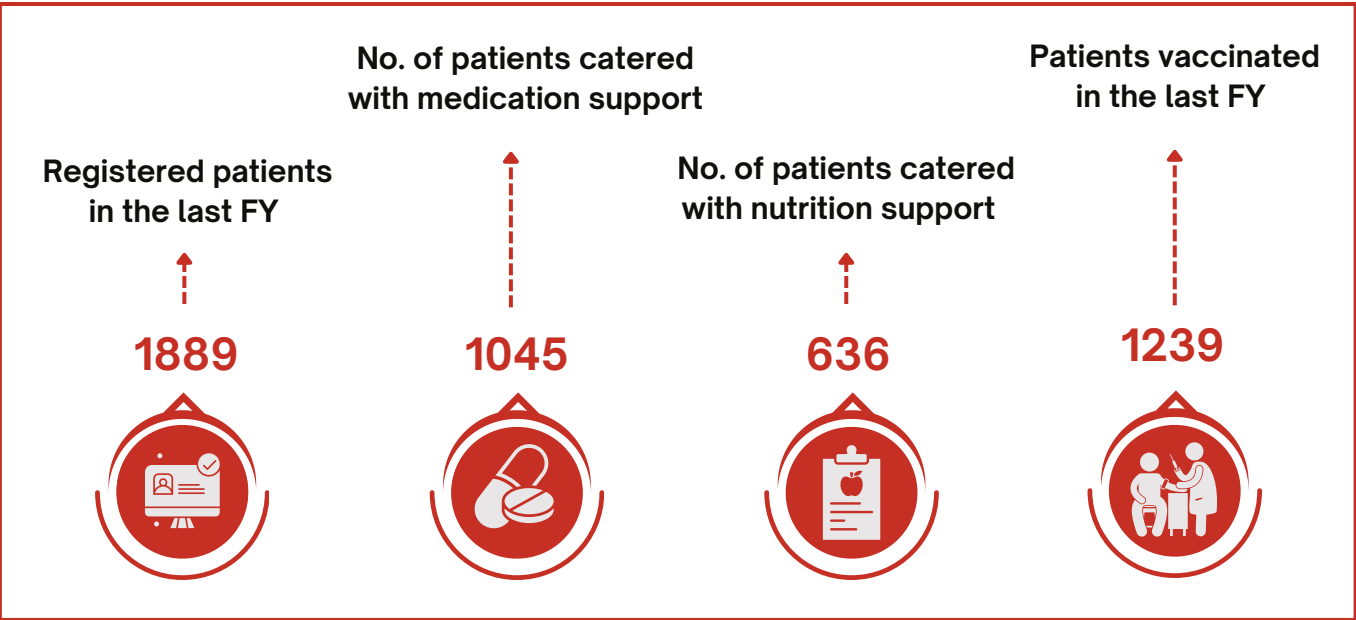 Registered patients
in the last FY
1889
No. of patients catered
with medication support
1045
No. of patients catered
with nutrition support
636
Patients vaccinated
in the last FY
1239